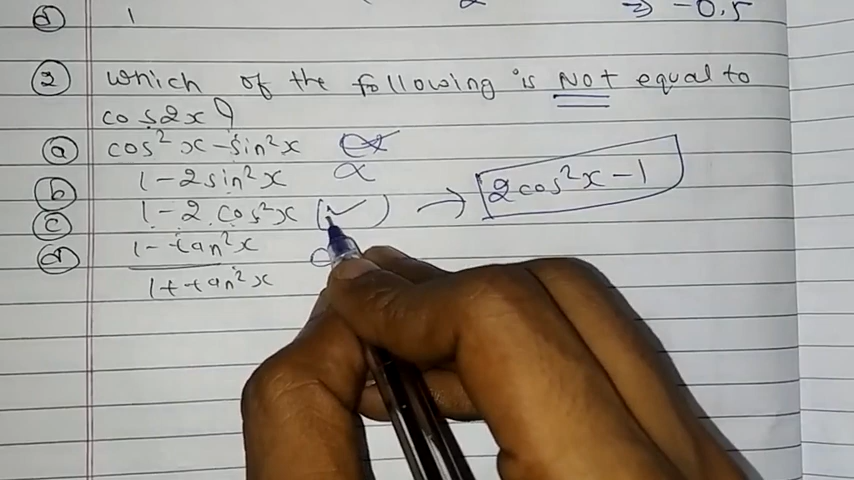 d 1 → -0.5
2 Which of the following is NOT equal to
cos2x?
a cos²x-sin²x
b 1-2sin²x
c 1-2.cos²x ✓ → 2cos²x-1
d 1-tan²x
1+tan²x